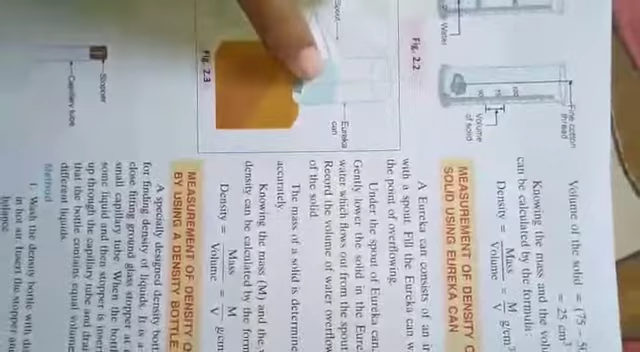 Volume of the solid = (75 – 5
= 25 cm³
Knowing the mass and the vol
can be calculated by the formula:
Density = Mass / Volume = M / V g/cm³
MEASUREMENT OF DENSITY O
SOLID USING EUREKA CAN
A Eureka can consists of an i
with a spout. Fill the Eureka can w
the point of overflowing.
Under the spout of Eureka can,
Gently lower the solid in the Eure
water which flows out from the spout
Record the volume of water overflow
of the solid.
The mass of a solid is determine
accurately.
Knowing the mass (M) and the v
density can be calculated by the form
Density = Mass / Volume = M / V g/cm
MEASUREMENT OF DENSITY O
BY USING A DENSITY BOTTLE
A specially designed density bott
for finding density of liquids. It is a
close fitting ground glass stopper at
small capillary tube. When the bott
some liquid and then stopper is inser
up through the capillary tube and drai
that the bottle contains equal volume
different liquids.
Method
1. Wash the density bottle with di
in hot air. Insert the stopper an
balance
Water
Fine cotton
thread
Volume
of solid
Fig. 2.2
Spout
Eureka
can
Fig. 2.3
Stopper
Capillary tube